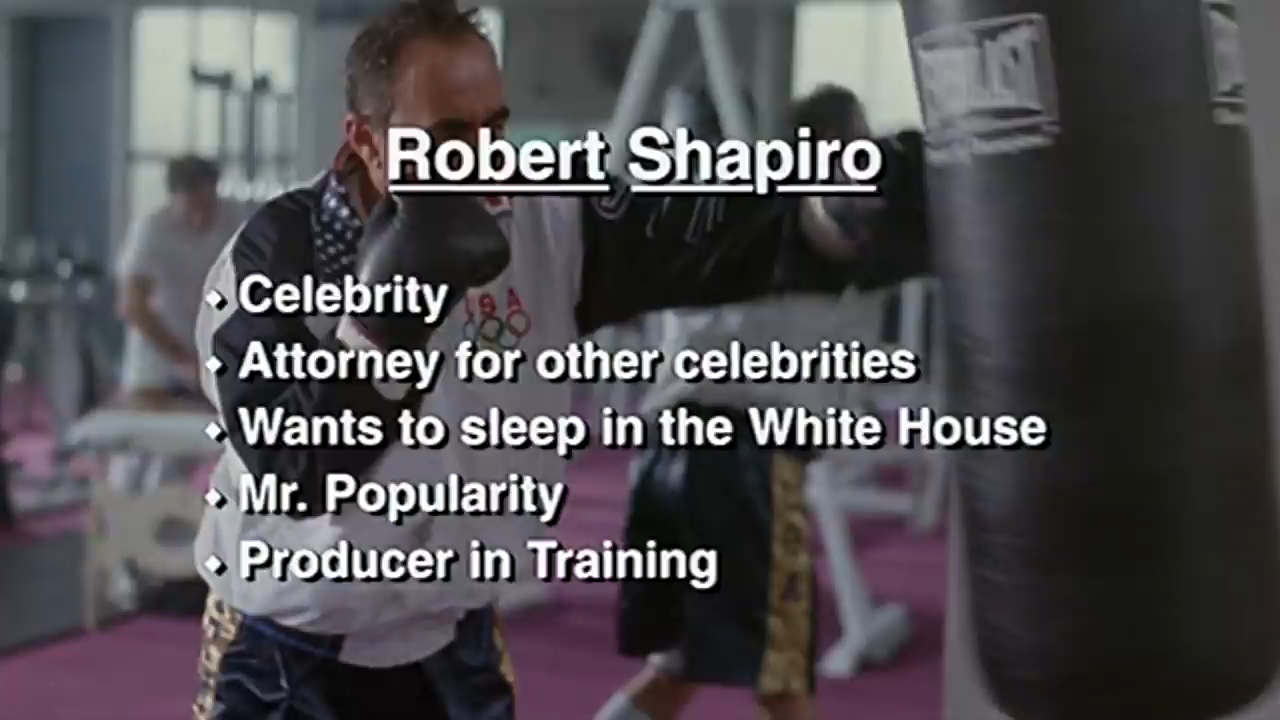 Robert Shapiro
Celebrity
Attorney for other celebrities
Wants to sleep in the White House
Mr. Popularity
Producer in Training
USA